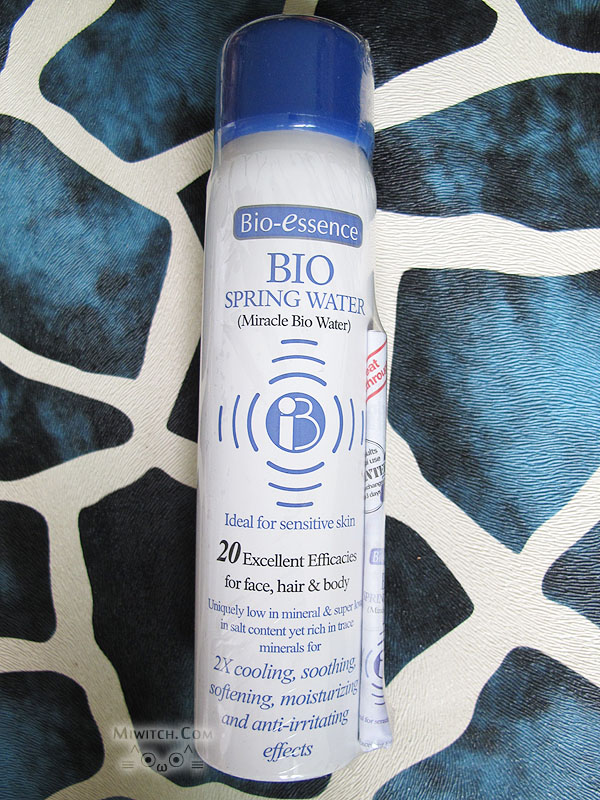 Bio-essence
BIO
SPRING WATER
(Miracle Bio Water)
iB
Ideal for sensitive skin
20 Excellent Efficacies
for face, hair & body
Uniquely low in mineral & super low
in salt content yet rich in trace
minerals for
2X cooling, soothing,
softening, moisturizing
and anti-irritating
effects
SPRING
MIWITCH.COM